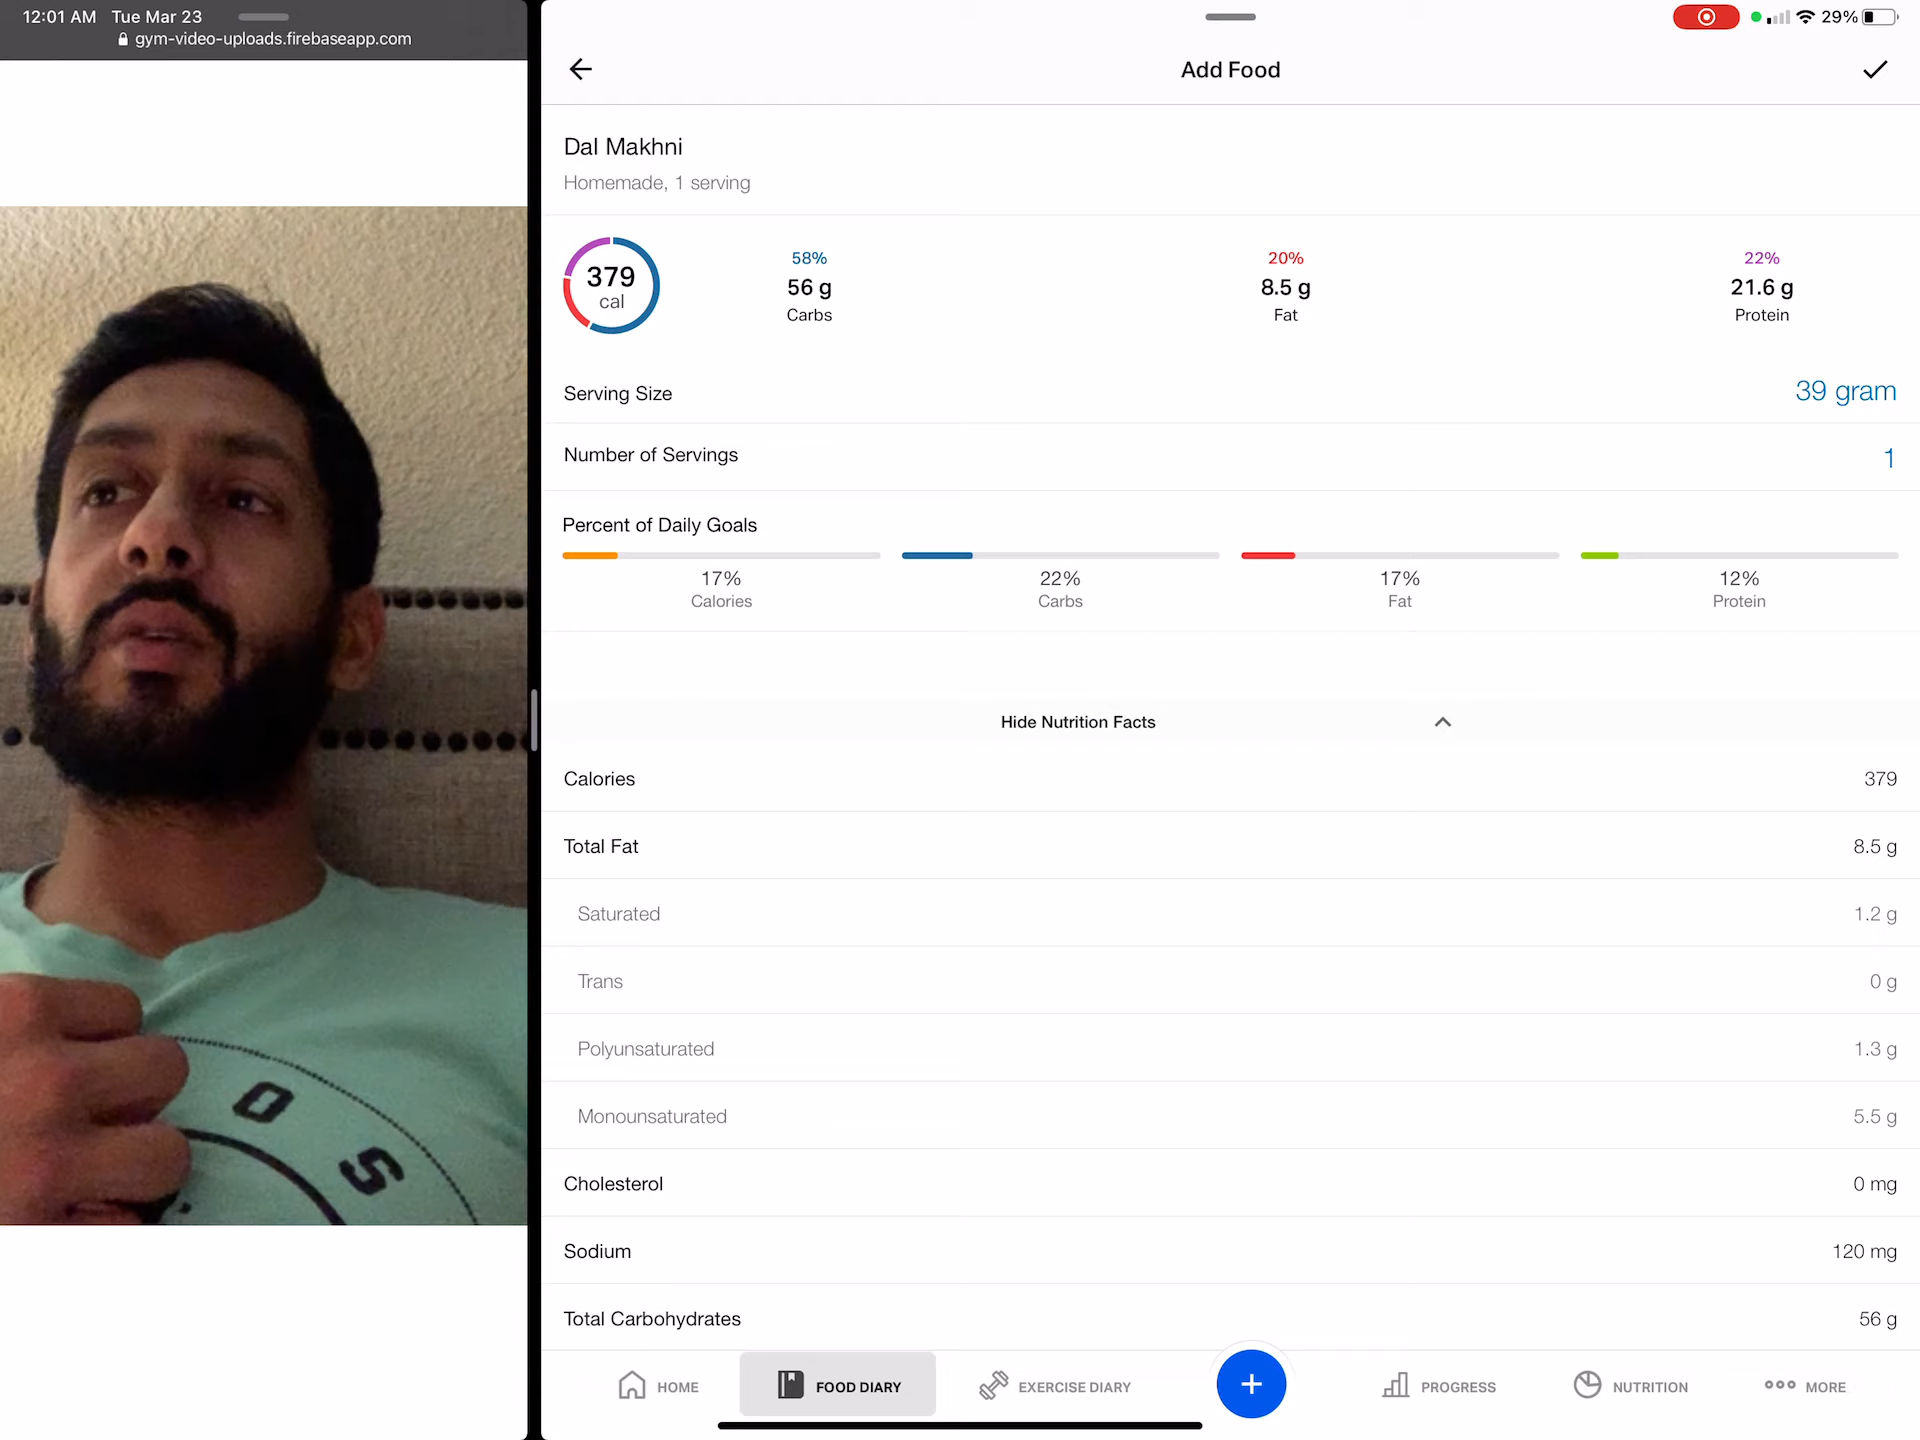 12:01 AM Tue Mar 23
gym-video-uploads.firebaseapp.com
O S
29%
Add Food
Dal Makhni
Homemade, 1 serving
379
cal
58%
56 g
Carbs
20%
8.5 g
Fat
22%
21.6 g
Protein
Serving Size 39 gram
Number of Servings 1
Percent of Daily Goals
17%
Calories
22%
Carbs
17%
Fat
12%
Protein
Hide Nutrition Facts
Calories 379
Total Fat 8.5 g
Saturated 1.2 g
Trans 0 g
Polyunsaturated 1.3 g
Monounsaturated 5.5 g
Cholesterol 0 mg
Sodium 120 mg
Total Carbohydrates 56 g
HOME FOOD DIARY EXERCISE DIARY + PROGRESS NUTRITION MORE